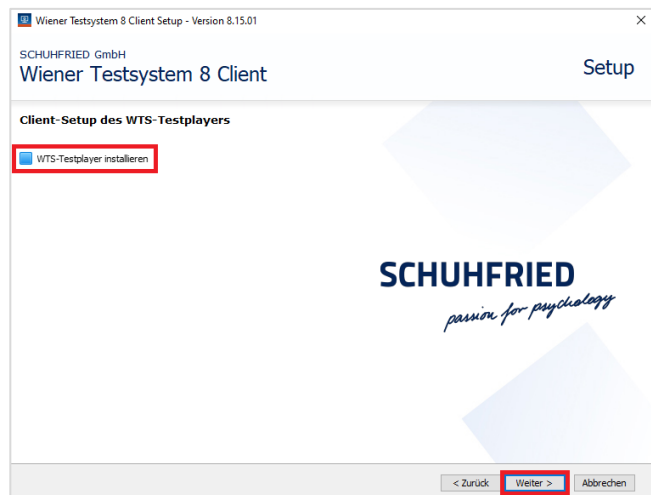 Wiener Testsystem 8 Client Setup - Version 8.15.01
SCHUHFRIED GmbH
Wiener Testsystem 8 Client
Setup
Client-Setup des WTS-Testplayers
WTS-Testplayer installieren
SCHUHFRIED
passion for psychology
< Zurück
Weiter >
Abbrechen